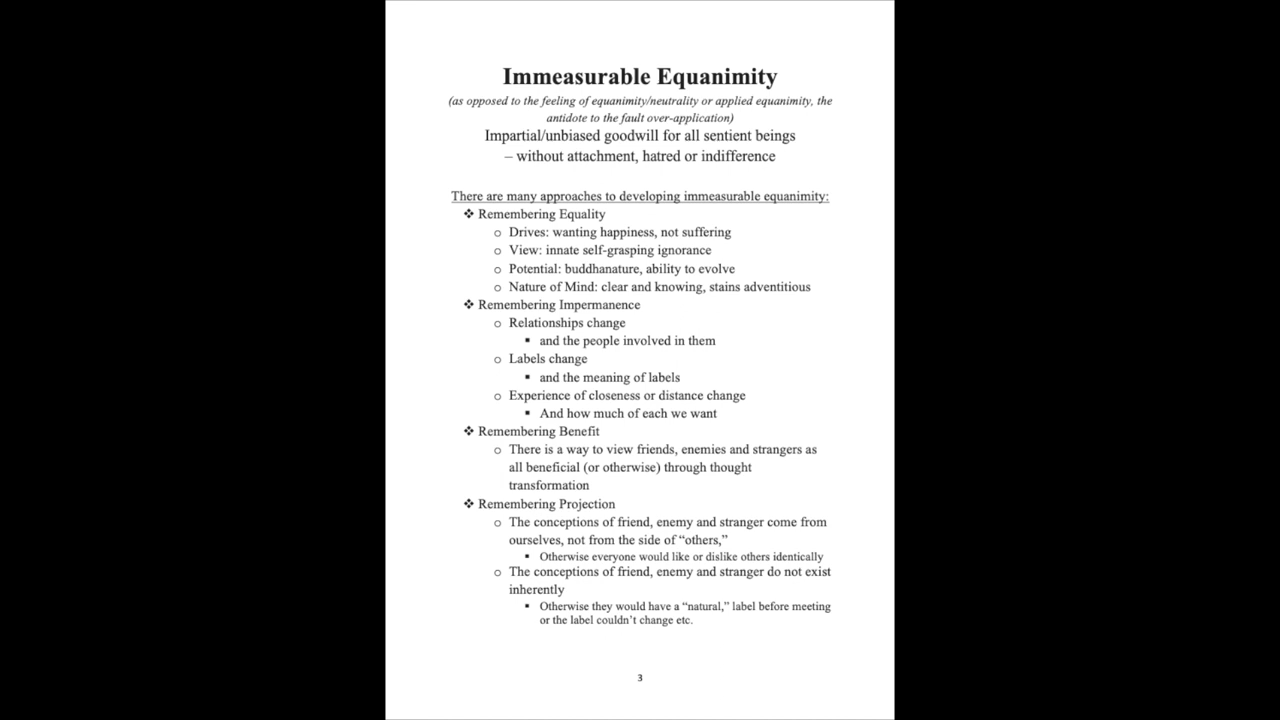 Immeasurable Equanimity
(as opposed to the feeling of equanimity/neutrality or applied equanimity, the
antidote to the fault over-application)
Impartial/unbiased goodwill for all sentient beings
– without attachment, hatred or indifference
There are many approaches to developing immeasurable equanimity:
❖ Remembering Equality
o Drives: wanting happiness, not suffering
o View: innate self-grasping ignorance
o Potential: buddhanature, ability to evolve
o Nature of Mind: clear and knowing, stains adventitious
❖ Remembering Impermanence
o Relationships change
▪ and the people involved in them
o Labels change
▪ and the meaning of labels
o Experience of closeness or distance change
▪ And how much of each we want
❖ Remembering Benefit
o There is a way to view friends, enemies and strangers as
all beneficial (or otherwise) through thought
transformation
❖ Remembering Projection
o The conceptions of friend, enemy and stranger come from
ourselves, not from the side of “others,”
▪ Otherwise everyone would like or dislike others identically
o The conceptions of friend, enemy and stranger do not exist
inherently
▪ Otherwise they would have a “natural,” label before meeting
or the label couldn’t change etc.
3